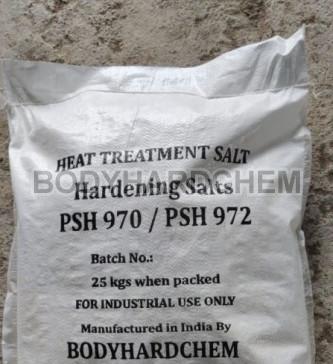 HEAT TREATMENT SALT
BODYHARDCHEM
Hardening Salts
PSH 970 / PSH 972
Batch No.:
25 kgs when packed
FOR INDUSTRIAL USE ONLY
Manufactured in India By
BODYHARDCHEM